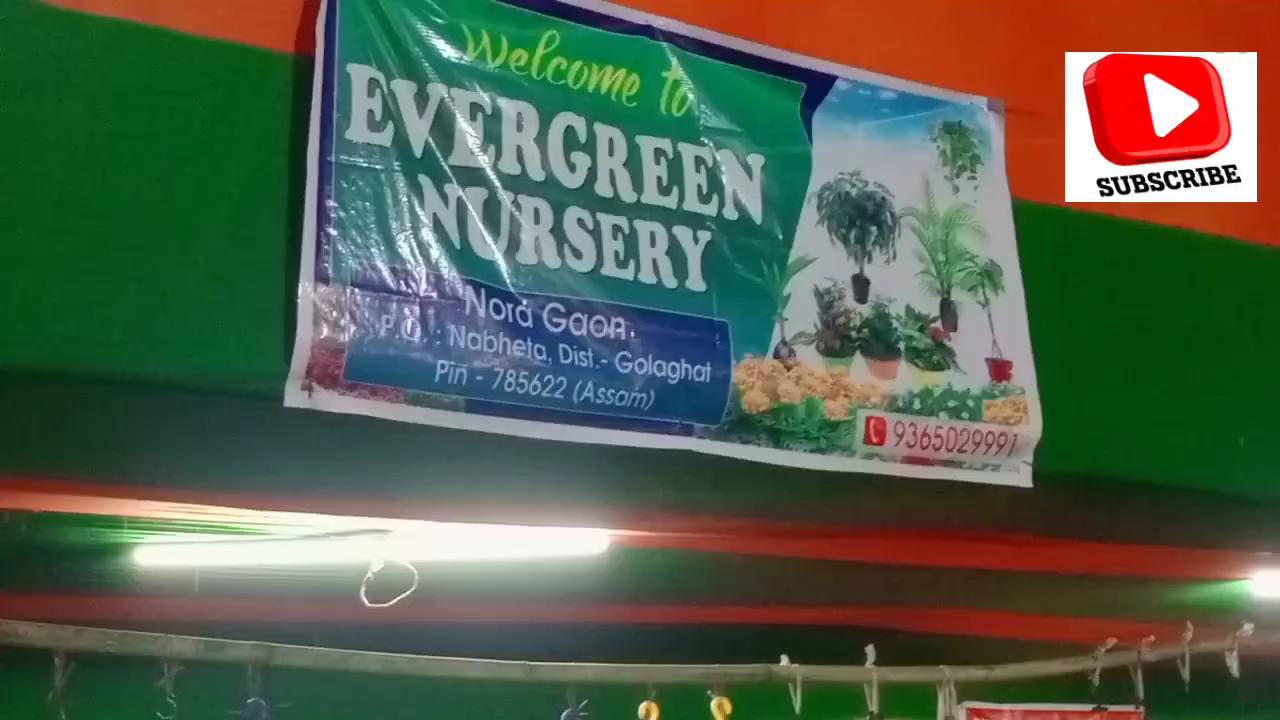 Welcome to
EVERGREEN
NURSERY
Nora Gaon.
P.O. : Nabheta, Dist.- Golaghat
Pin - 785622 (Assam)
9365029991
SUBSCRIBE